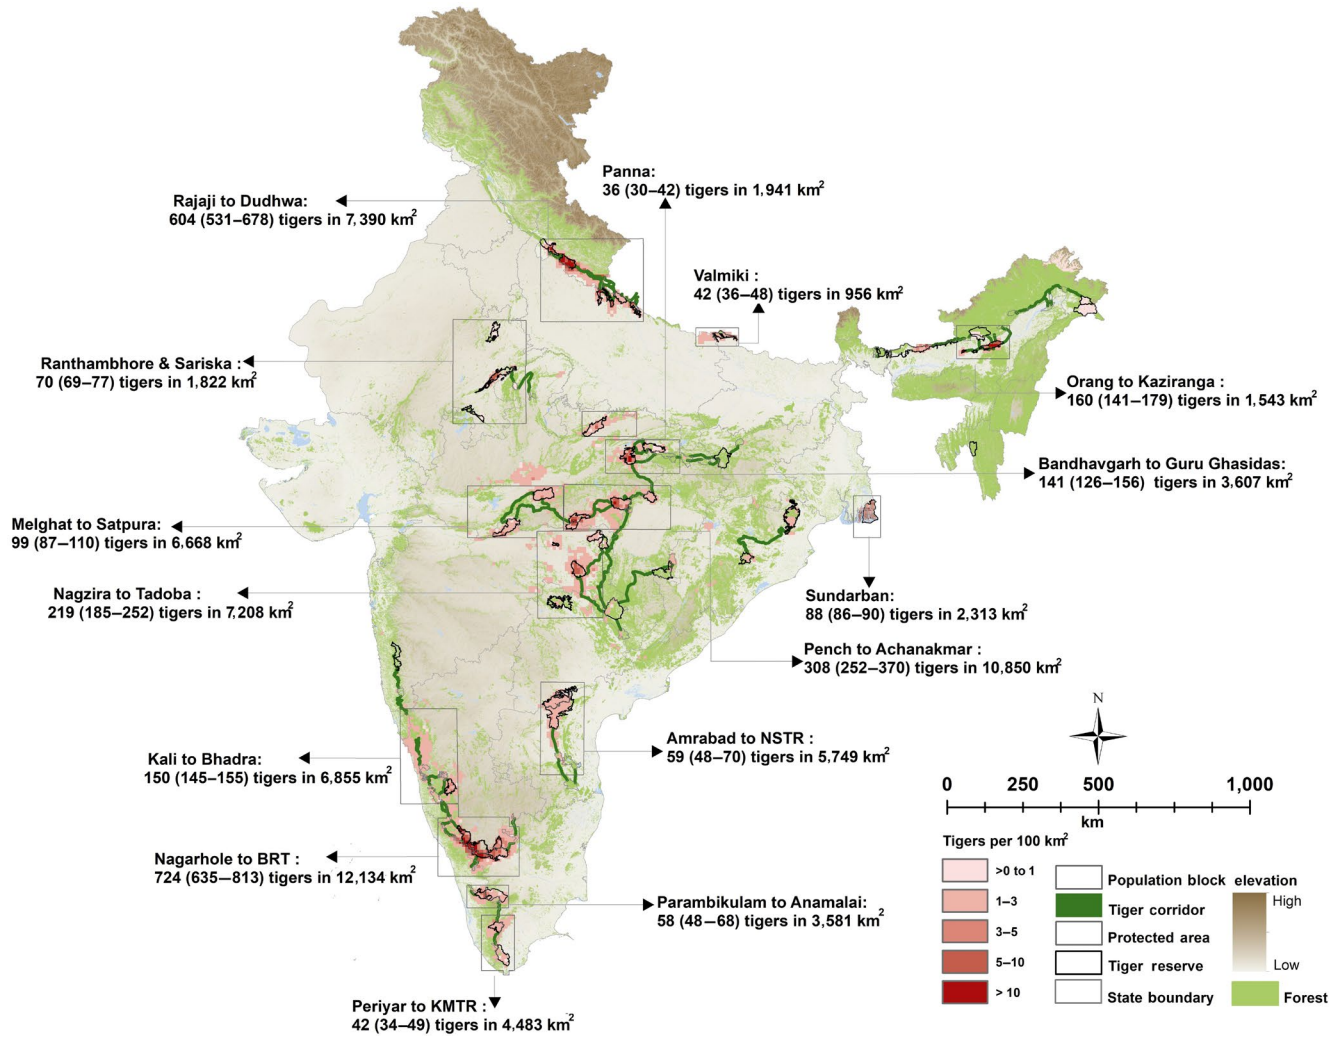 Panna:
36 (30–42) tigers in 1,941 km²
Rajaji to Dudhwa:
604 (531–678) tigers in 7,390 km²
Valmiki :
42 (36–48) tigers in 956 km²
Ranthambhore & Sariska :
70 (69–77) tigers in 1,822 km²
Orang to Kaziranga :
160 (141–179) tigers in 1,543 km²
Bandhavgarh to Guru Ghasidas:
141 (126–156) tigers in 3,607 km²
Melghat to Satpura:
99 (87–110) tigers in 6.668 km²
Nagzira to Tadoba :
219 (185–252) tigers in 7,208 km²
Sundarban:
88 (86–90) tigers in 2,313 km²
Pench to Achanakmar :
308 (252–370) tigers in 10,850 km²
Amrabad to NSTR :
59 (48–70) tigers in 5,749 km²
Kali to Bhadra:
150 (145–155) tigers in 6,855 km²
Nagarhole to BRT :
724 (635–813) tigers in 12,134 km²
Parambikulam to Anamalai:
58 (48–68) tigers in 3,581 km²
Periyar to KMTR :
42 (34–49) tigers in 4,483 km²
N
0 250 500 1,000
km
Tigers per 100 km²
>0 to 1
1–3
3–5
5–10
> 10
Population block
Tiger corridor
Protected area
Tiger reserve
State boundary
elevation
High
Low
Forest